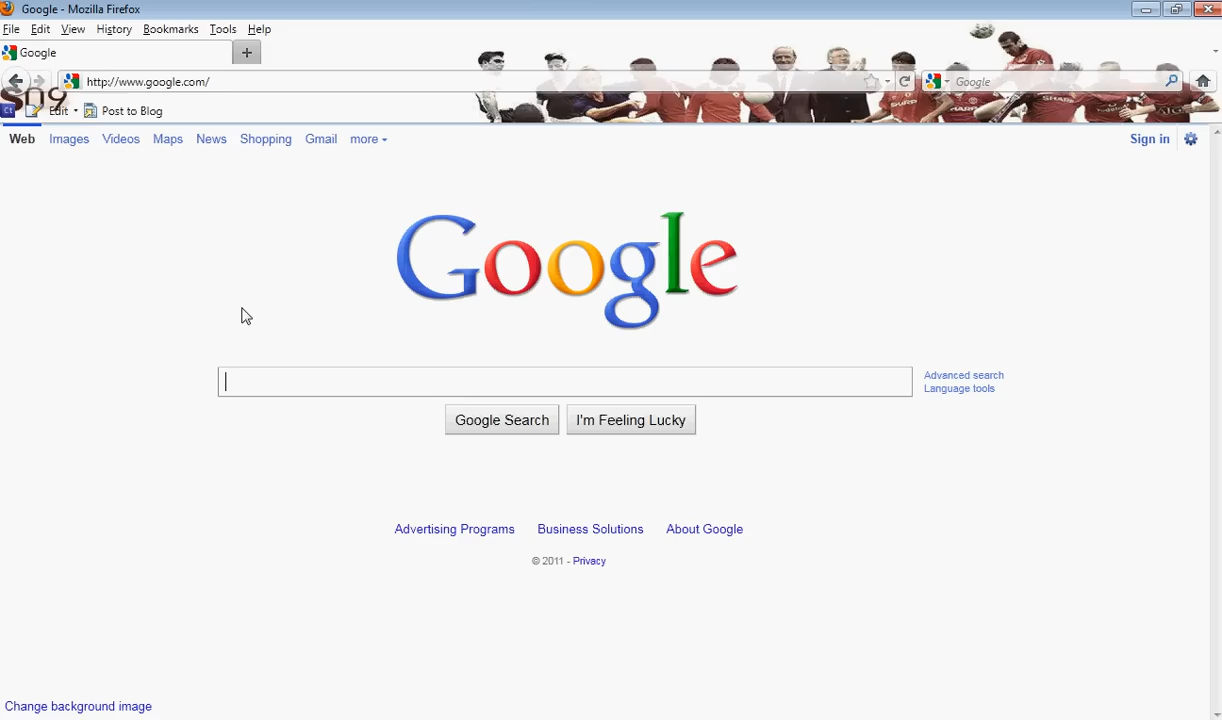 Google - Mozilla Firefox
File Edit View History Bookmarks Tools Help
Google
http://www.google.com/ Google
Edit Post to Blog
Web Images Videos Maps News Shopping Gmail more Sign in
Google
Advanced search
Language tools
Google Search I'm Feeling Lucky
Advertising Programs Business Solutions About Google
© 2011 - Privacy
Change background image